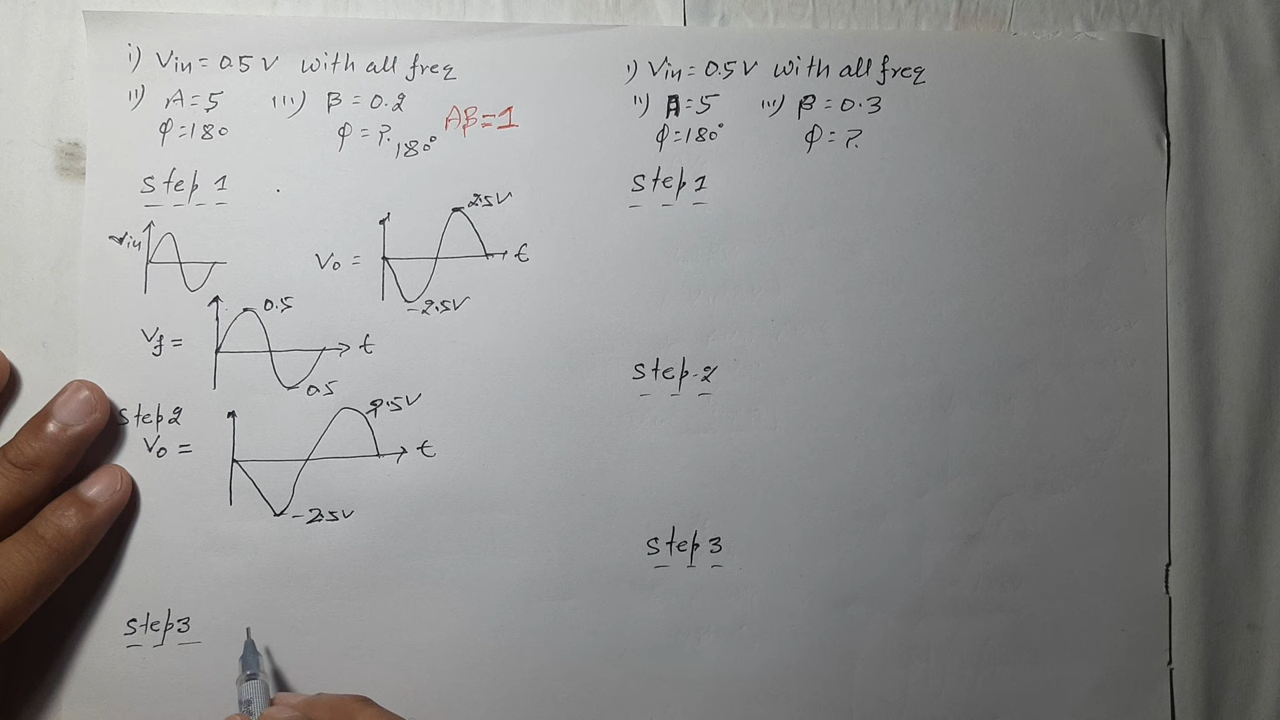 i) Vin = 0.5 V with all freq
ii) A = 5 iii) β = 0.2
Φ = 180 Φ = ? 180° Aβ = 1
Step 1
Vin
Vo = 2.5V t
-2.5V
Vf = 0.5 t
0.5
Step 2
Vo = 2.5V t
-2.5V
Step 3
i) Vin = 0.5 V with all freq
ii) A = 5 iii) β = 0.3
Φ = 180° Φ = ?
Step 1
Step-2
Step 3